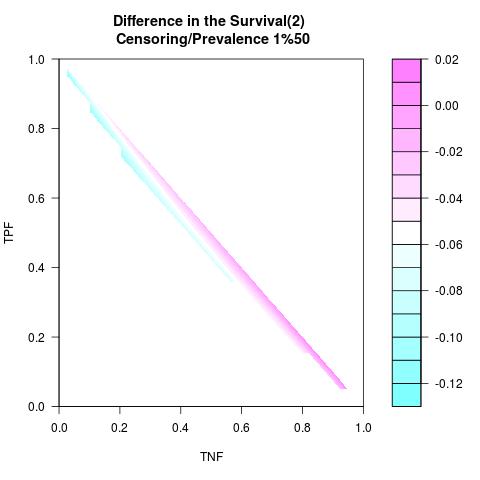 Difference in the Survival(2)
Censoring/Prevalence 1%50
1.0
0.8
0.6
0.4
0.2
0.0
TPF
0.0 0.2 0.4 0.6 0.8 1.0
TNF
0.02
0.00
-0.02
-0.04
-0.06
-0.08
-0.10
-0.12